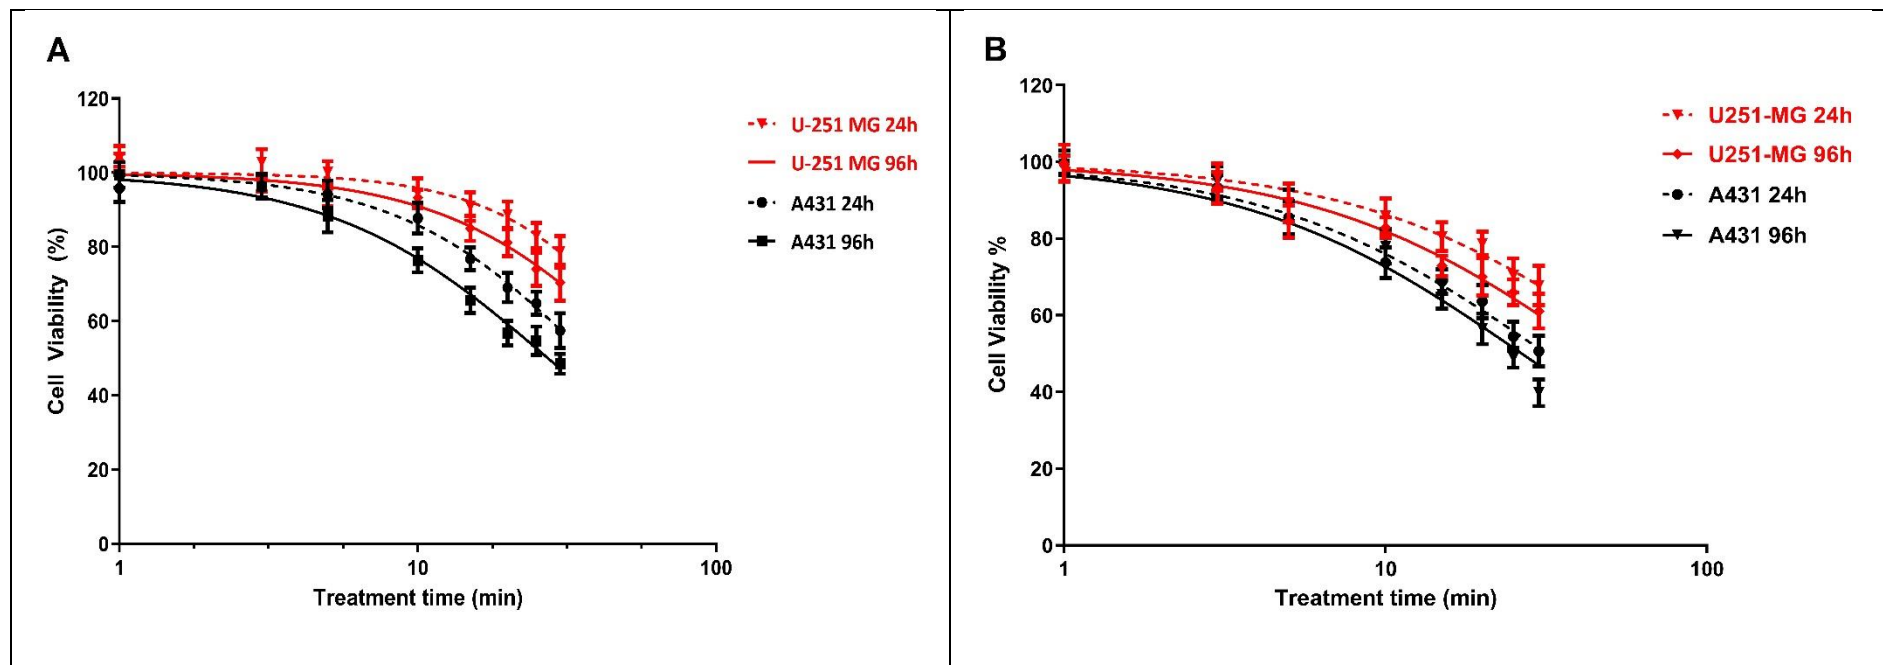 A
120
100
80
60
40
20
0
Cell Viability (%)
1
10
100
Treatment time (min)
U-251 MG 24h
U-251 MG 96h
A431 24h
A431 96h
B
120
100
80
60
40
20
0
Cell Viability %
1
10
100
Treatment time (min)
U251-MG 24h
U251-MG 96h
A431 24h
A431 96h